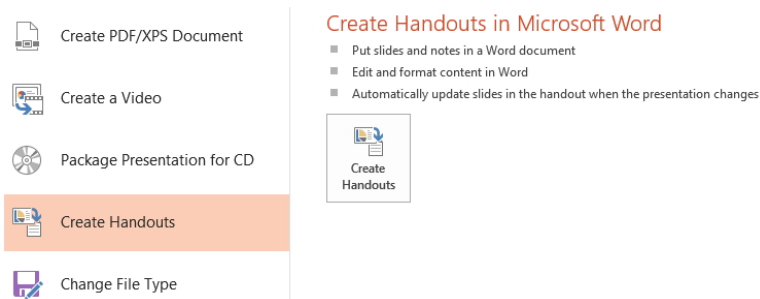 Create PDF/XPS Document
Create a Video
Package Presentation for CD
Create Handouts
Change File Type
Create Handouts in Microsoft Word
Put slides and notes in a Word document
Edit and format content in Word
Automatically update slides in the handout when the presentation changes
Create
Handouts